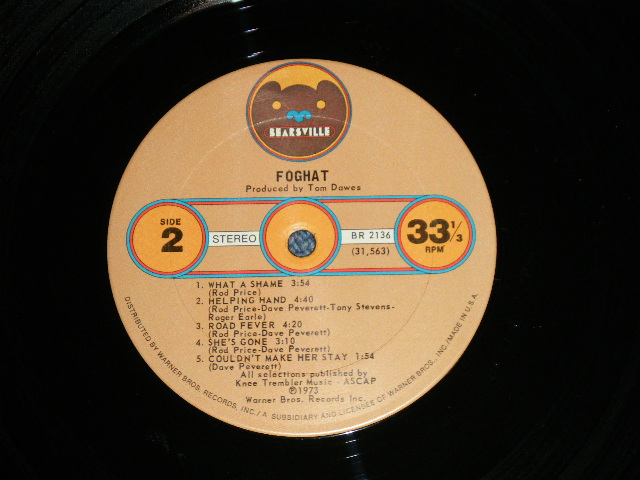 BEARSVILLE
FOGHAT
Produced by Tom Dawes
SIDE
2
STEREO
BR 2136
(31,563)
33 1/3
RPM
1. WHAT A SHAME 3:54
(Rod Price)
2. HELPING HAND 4:40
(Rod Price-Dave Peverett-Tony Stevens-
Roger Earle)
3. ROAD FEVER 4:20
(Rod Price-Dave Peverett)
4. SHE'S GONE 3:10
(Rod Price-Dave Peverett)
5. COULDN'T MAKE HER STAY 1:54
(Dave Peverett)
All selections published by
Knee Trembler Music - ASCAP
℗1973
Warner Bros. Records Inc.
DISTRIBUTED BY WARNER BROS. RECORDS, INC./A SUBSIDIARY AND LICENSEE OF WARNER BROS., INC./MADE IN U.S.A.